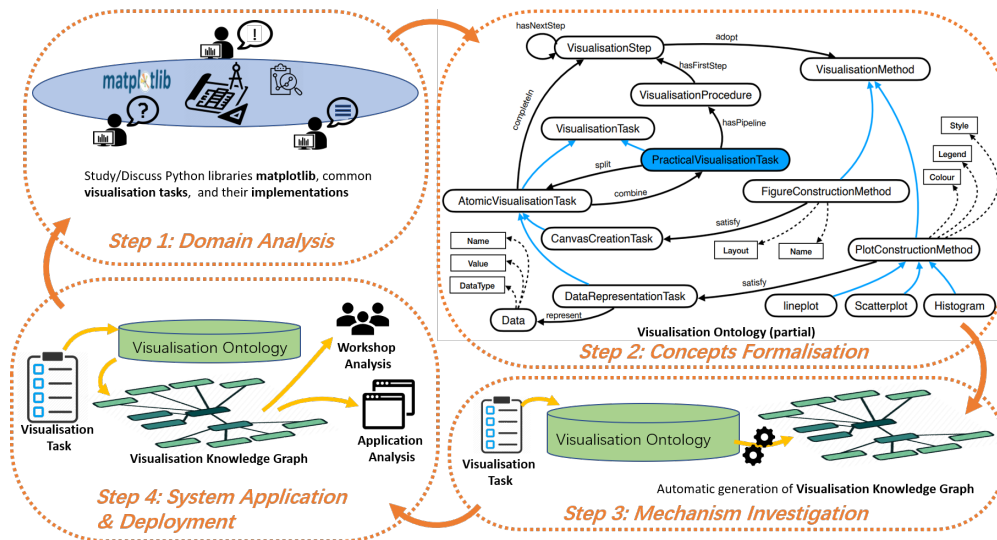 matplotlib
Study/Discuss Python libraries matplotlib, common
visualisation tasks, and their implementations
Step 1: Domain Analysis
hasNextStep
VisualisationStep
adopt
VisualisationMethod
hasFirstStep
VisualisationProcedure
completeIn
hasPipeline
VisualisationTask
Style
Legend
Colour
split
PracticalVisualisationTask
combine
AtomicVisualisationTask
FigureConstructionMethod
satisfy
CanvasCreationTask
Layout
Name
PlotConstructionMethod
Name
Value
DataType
satisfy
DataRepresentationTask
represent
Data
lineplot
Scatterplot
Histogram
Visualisation Ontology (partial)
Step 2: Concepts Formalisation
Visualisation
Task
Visualisation Ontology
Automatic generation of Visualisation Knowledge Graph
Step 3: Mechanism Investigation
Visualisation Ontology
Visualisation
Task
Visualisation Knowledge Graph
Workshop
Analysis
Application
Analysis
Step 4: System Application
& Deployment